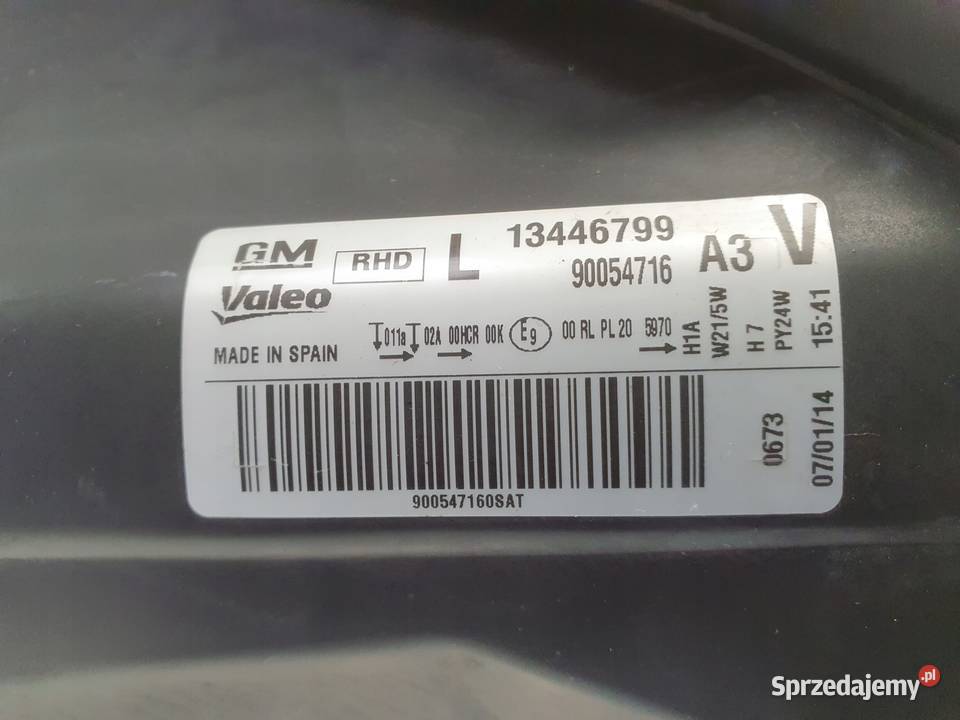 GM RHD L 13446799 A3 V
Valeo 90054716
MADE IN SPAIN 011a 02A 00HCR 00K E9 00 RL PL 20 5970
H1A
W21/5W
H7
PY24W
15:41
900547160SAT
0673
07/01/14
Sprzedajemy.pl